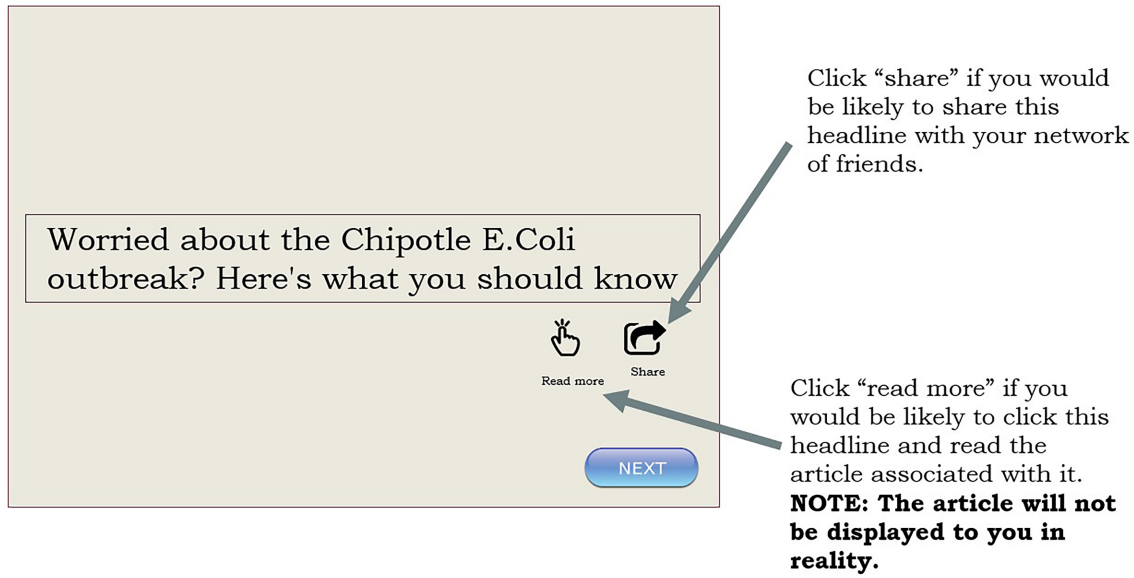 Worried about the Chipotle E.Coli
outbreak? Here's what you should know
Read more
Share
NEXT
Click “share” if you would
be likely to share this
headline with your network
of friends.
Click “read more” if you
would be likely to click this
headline and read the
article associated with it.
NOTE: The article will not
be displayed to you in
reality.